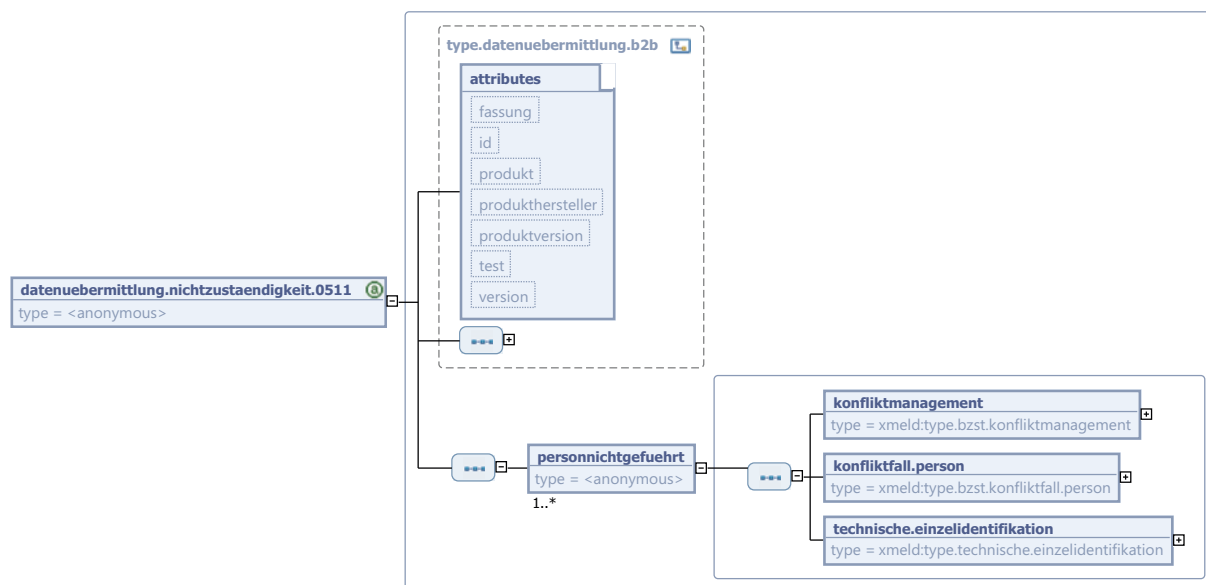 type.datenuebermittlung.b2b
attributes
fassung
id
produkt
produkthersteller
produktversion
test
version
datenuebermittlung.nichtzustaendigkeit.0511 a
type = <anonymous>
personnichtgefuehrt
type = <anonymous>
1..*
konfliktmanagement
type = xmeld:type.bzst.konfliktmanagement
konfliktfall.person
type = xmeld:type.bzst.konfliktfall.person
technische.einzelidentifikation
type = xmeld:type.technische.einzelidentifikation